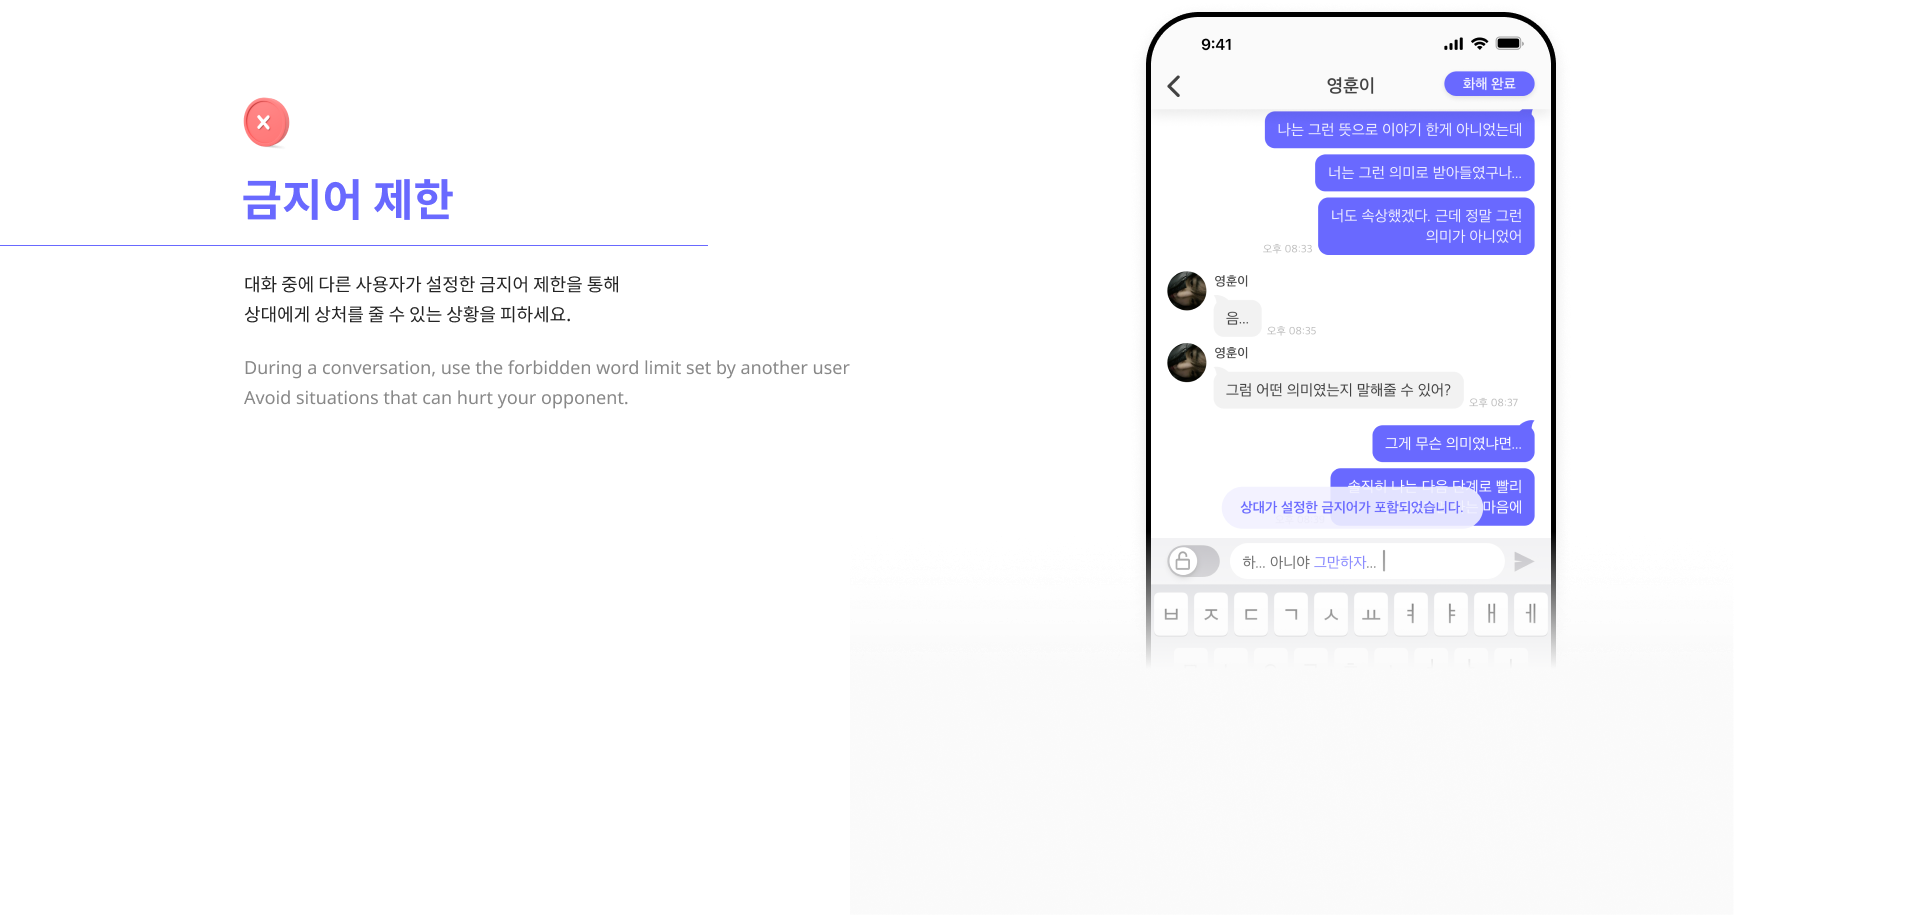 금지어 제한
대화 중에 다른 사용자가 설정한 금지어 제한을 통해
상대에게 상처를 줄 수 있는 상황을 피하세요.
During a conversation, use the forbidden word limit set by another user
Avoid situations that can hurt your opponent.
9:41
영훈이
화해 완료
나는 그런 뜻으로 이야기 한게 아니었는데
너는 그런 의미로 받아들였구나...
너도 속상했겠다. 근데 정말 그런
의미가 아니었어
오후 08:33
영훈이
음...
오후 08:35
영훈이
그럼 어떤 의미였는지 말해줄 수 있어?
오후 08:37
그게 무슨 의미였냐면...
솔직히 나는 다음 단계로 빨리
마음에
상대가 설정한 금지어가 포함되었습니다.
하... 아니야 그만하자...
ㅂ ㅈ ㄷ ㄱ ㅅ ㅛ ㅕ ㅑ ㅐ ㅔ